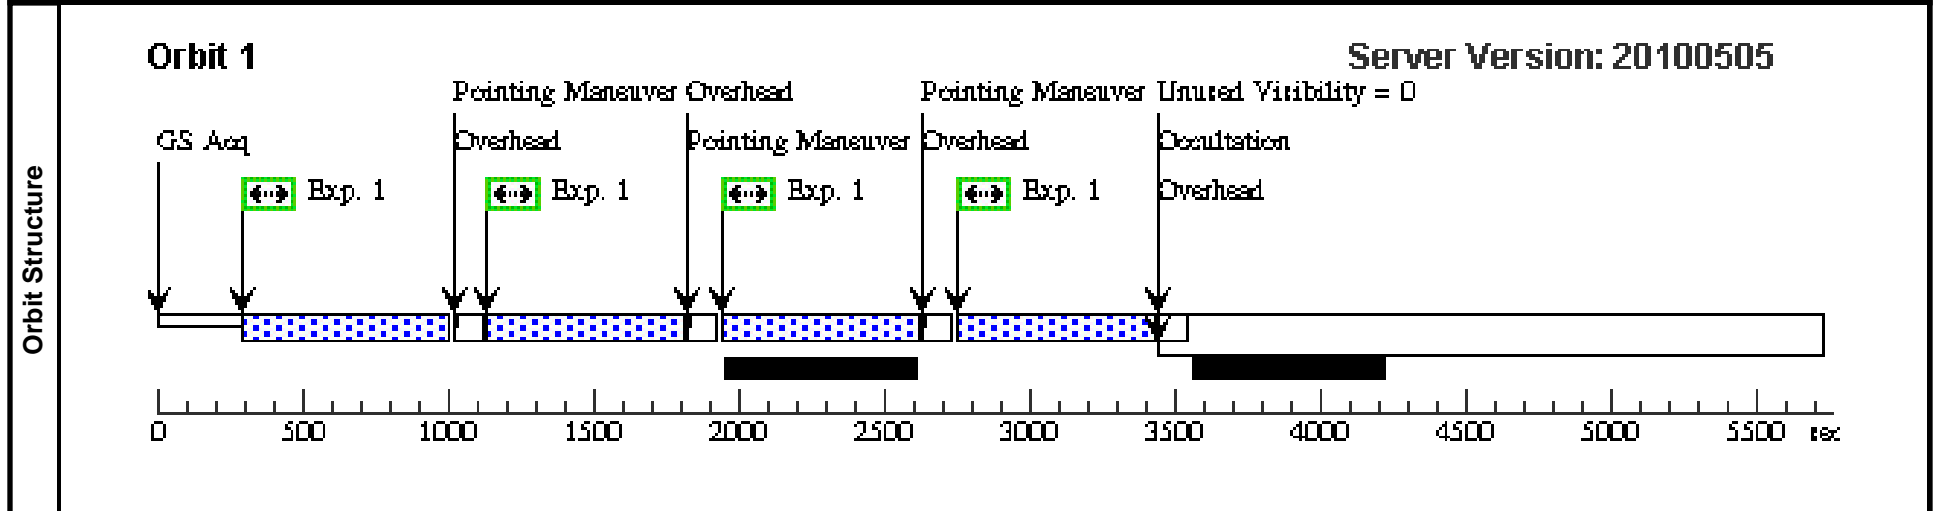 Orbit Structure
Orbit 1
Server Version: 20100505
Pointing Maneuver Overhead Pointing Maneuver Unused Visibility = 0
GS Acq Overhead Pointing Maneuver Overhead Occultation
Exp. 1 Exp. 1 Exp. 1 Exp. 1 Overhead
0 500 1000 1500 2000 2500 3000 3500 4000 4500 5000 5500 sec